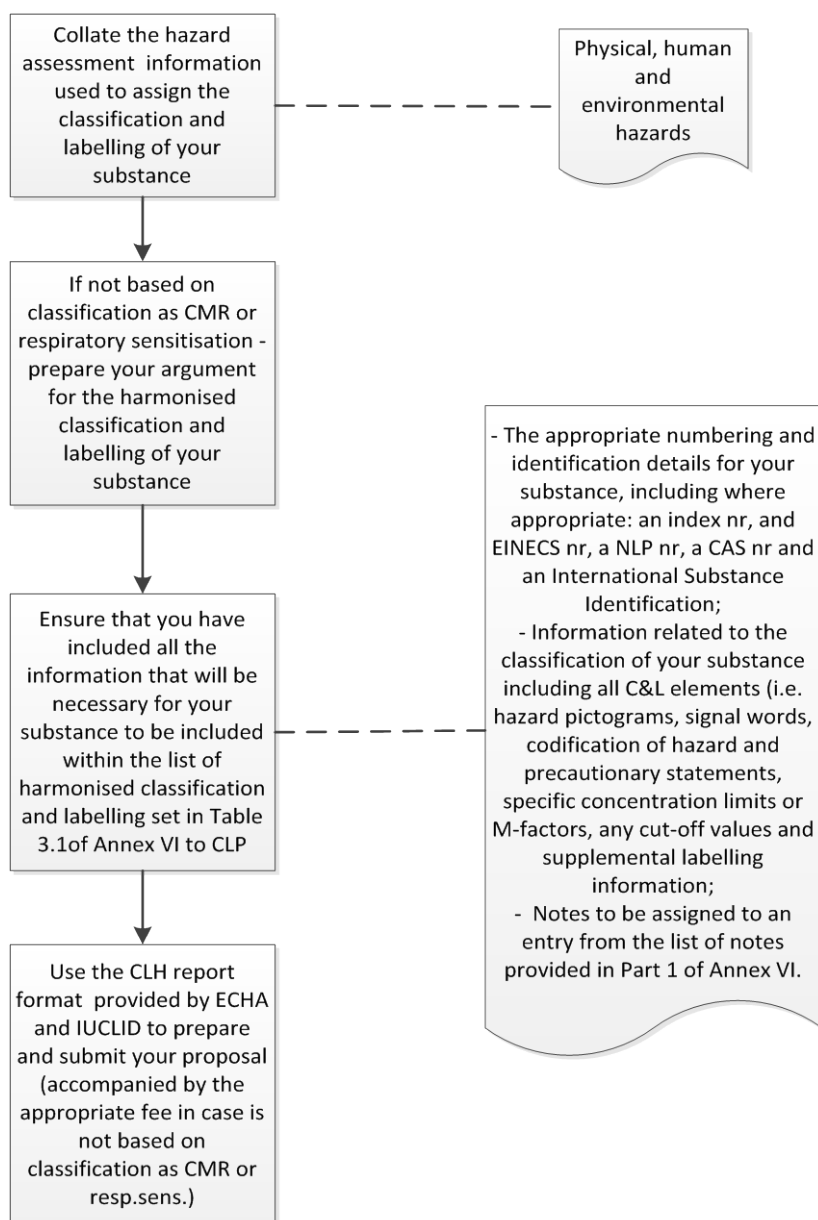 Collate the hazard
assessment  information
used to assign the
classification and
labelling of your
substance
Physical, human
and
environmental
hazards
If not based on
classification as CMR or
respiratory sensitisation -
prepare your argument
for the harmonised
classification and
labelling of your
substance
Ensure that you have
included all the
information that will be
necessary for your
substance to be included
within the list of
harmonised classification
and labelling set in Table
3.1of Annex VI to CLP
- The appropriate numbering and
identification details for your
substance, including where
appropriate: an index nr, and
EINECS nr, a NLP nr, a CAS nr and
an International Substance
Identification;
- Information related to the
classification of your substance
including all C&L elements (i.e.
hazard pictograms, signal words,
codification of hazard and
precautionary statements,
specific concentration limits or
M-factors, any cut-off values and
supplemental labelling
information;
-  Notes to be assigned to an
entry from the list of notes
provided in Part 1 of Annex VI.
Use the CLH report
format  provided by ECHA
and IUCLID to prepare
and submit your proposal
(accompanied by the
appropriate fee in case is
not based on
classification as CMR or
resp.sens.)